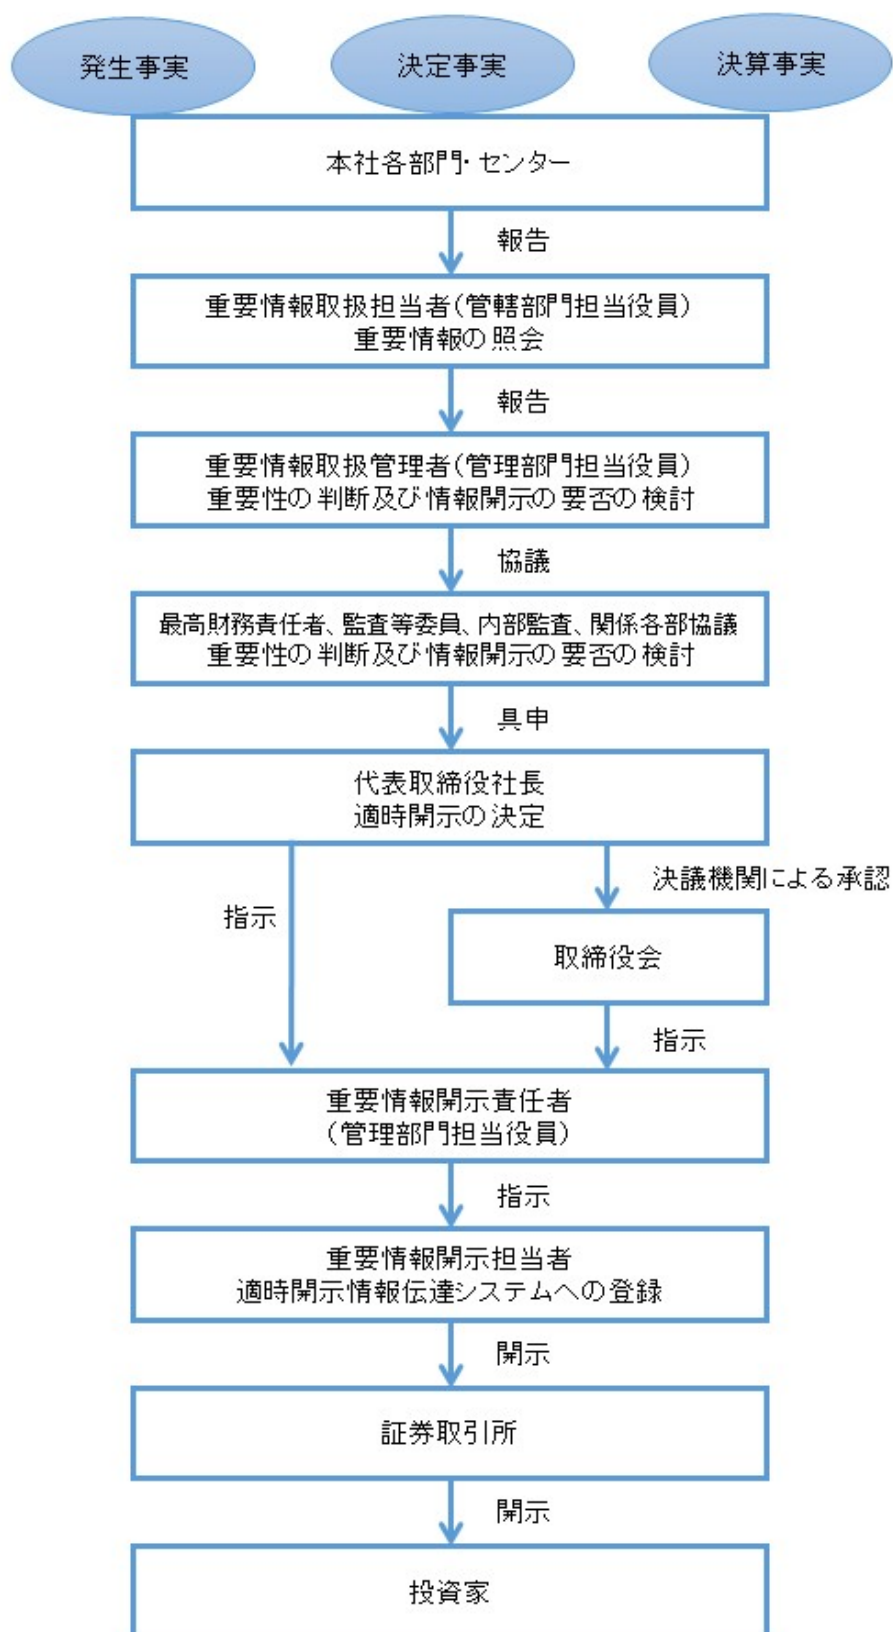 発生事実
決定事実
決算事実
本社各部門・センター
報告
重要情報取扱担当者(管轄部門担当役員)
重要情報の照会
報告
重要情報取扱管理者(管理部門担当役員)
重要性の判断及び情報開示の要否の検討
協議
最高財務責任者、監査等委員、内部監査、関係各部協議
重要性の判断及び情報開示の要否の検討
具申
代表取締役社長
適時開示の決定
決議機関による承認
指示
取締役会
指示
重要情報開示責任者
(管理部門担当役員)
指示
重要情報開示担当者
適時開示情報伝達システムへの登録
開示
証券取引所
開示
投資家